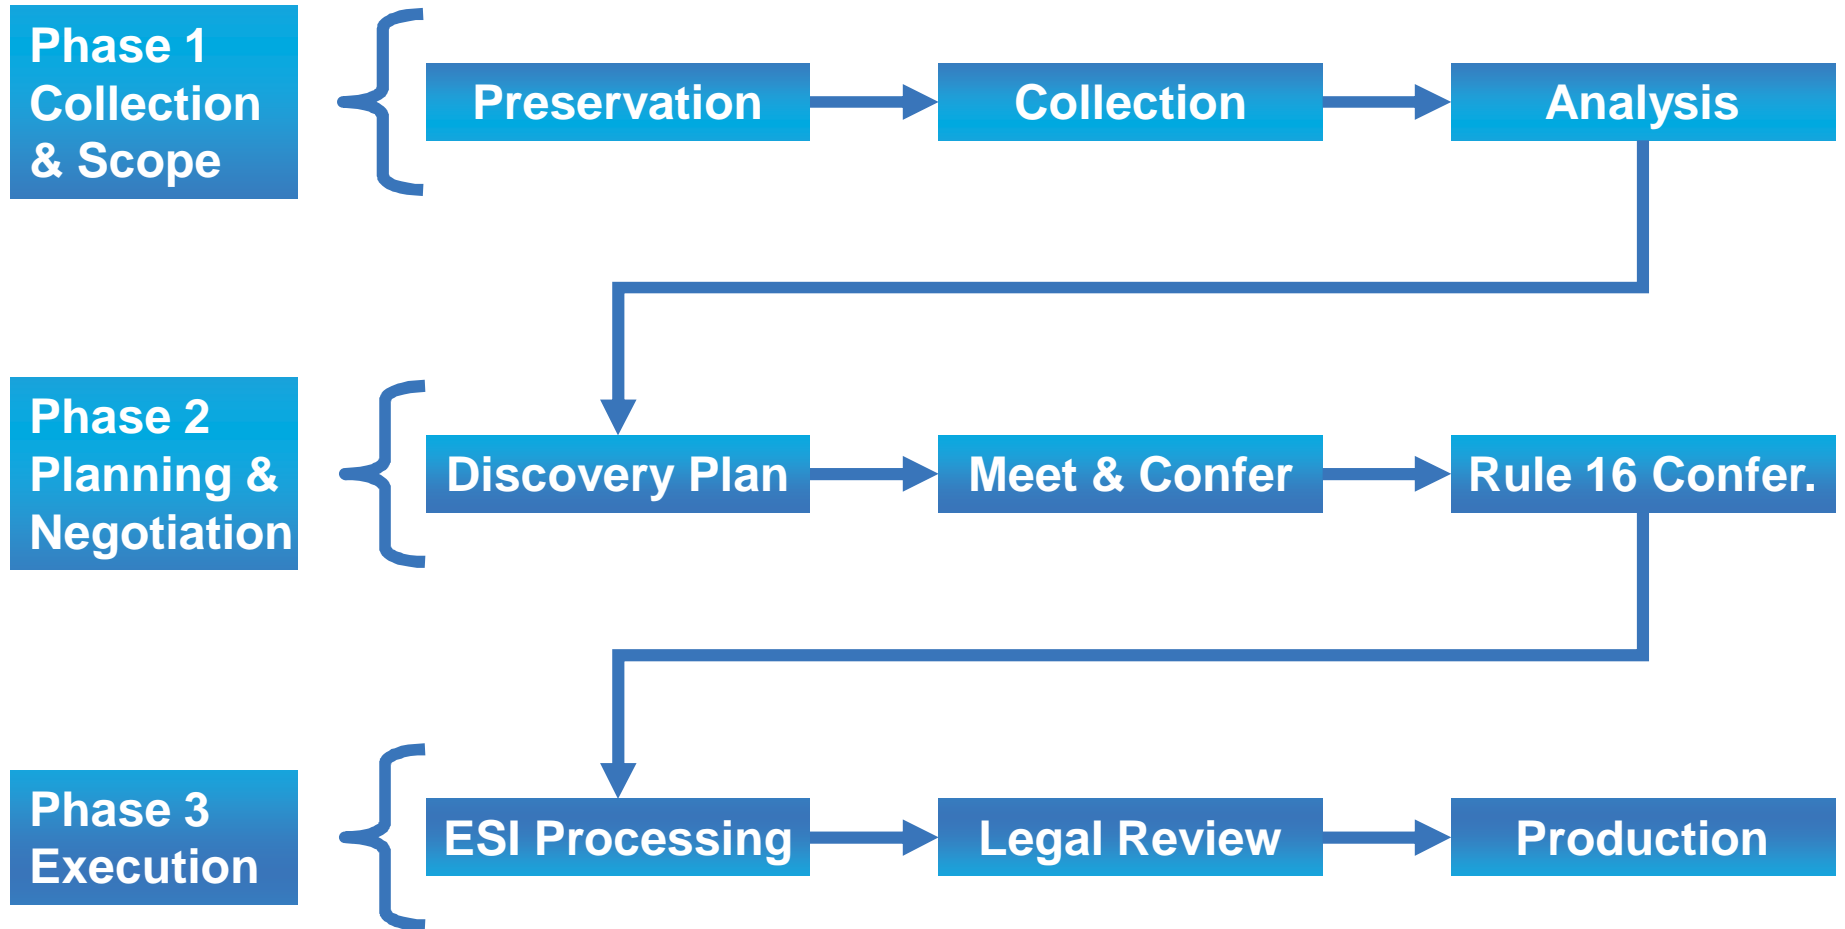 Phase 1
Collection
& Scope
Preservation
Collection
Analysis
Phase 2
Planning &
Negotiation
Discovery Plan
Meet & Confer
Rule 16 Confer.
Phase 3
Execution
ESI Processing
Legal Review
Production